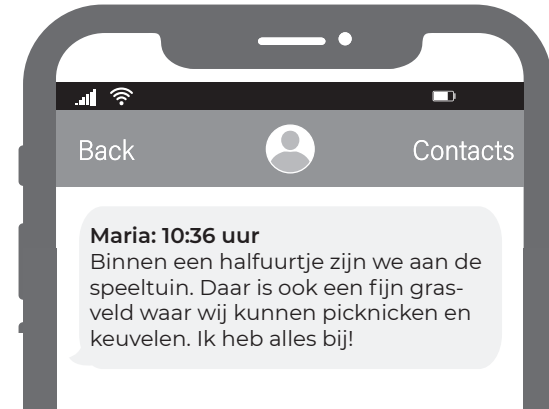 Back Contacts
Maria: 10:36 uur
Binnen een halfuurtje zijn we aan de
speeltuin. Daar is ook een fijn gras-
veld waar wij kunnen picknicken en
keuvelen. Ik heb alles bij!